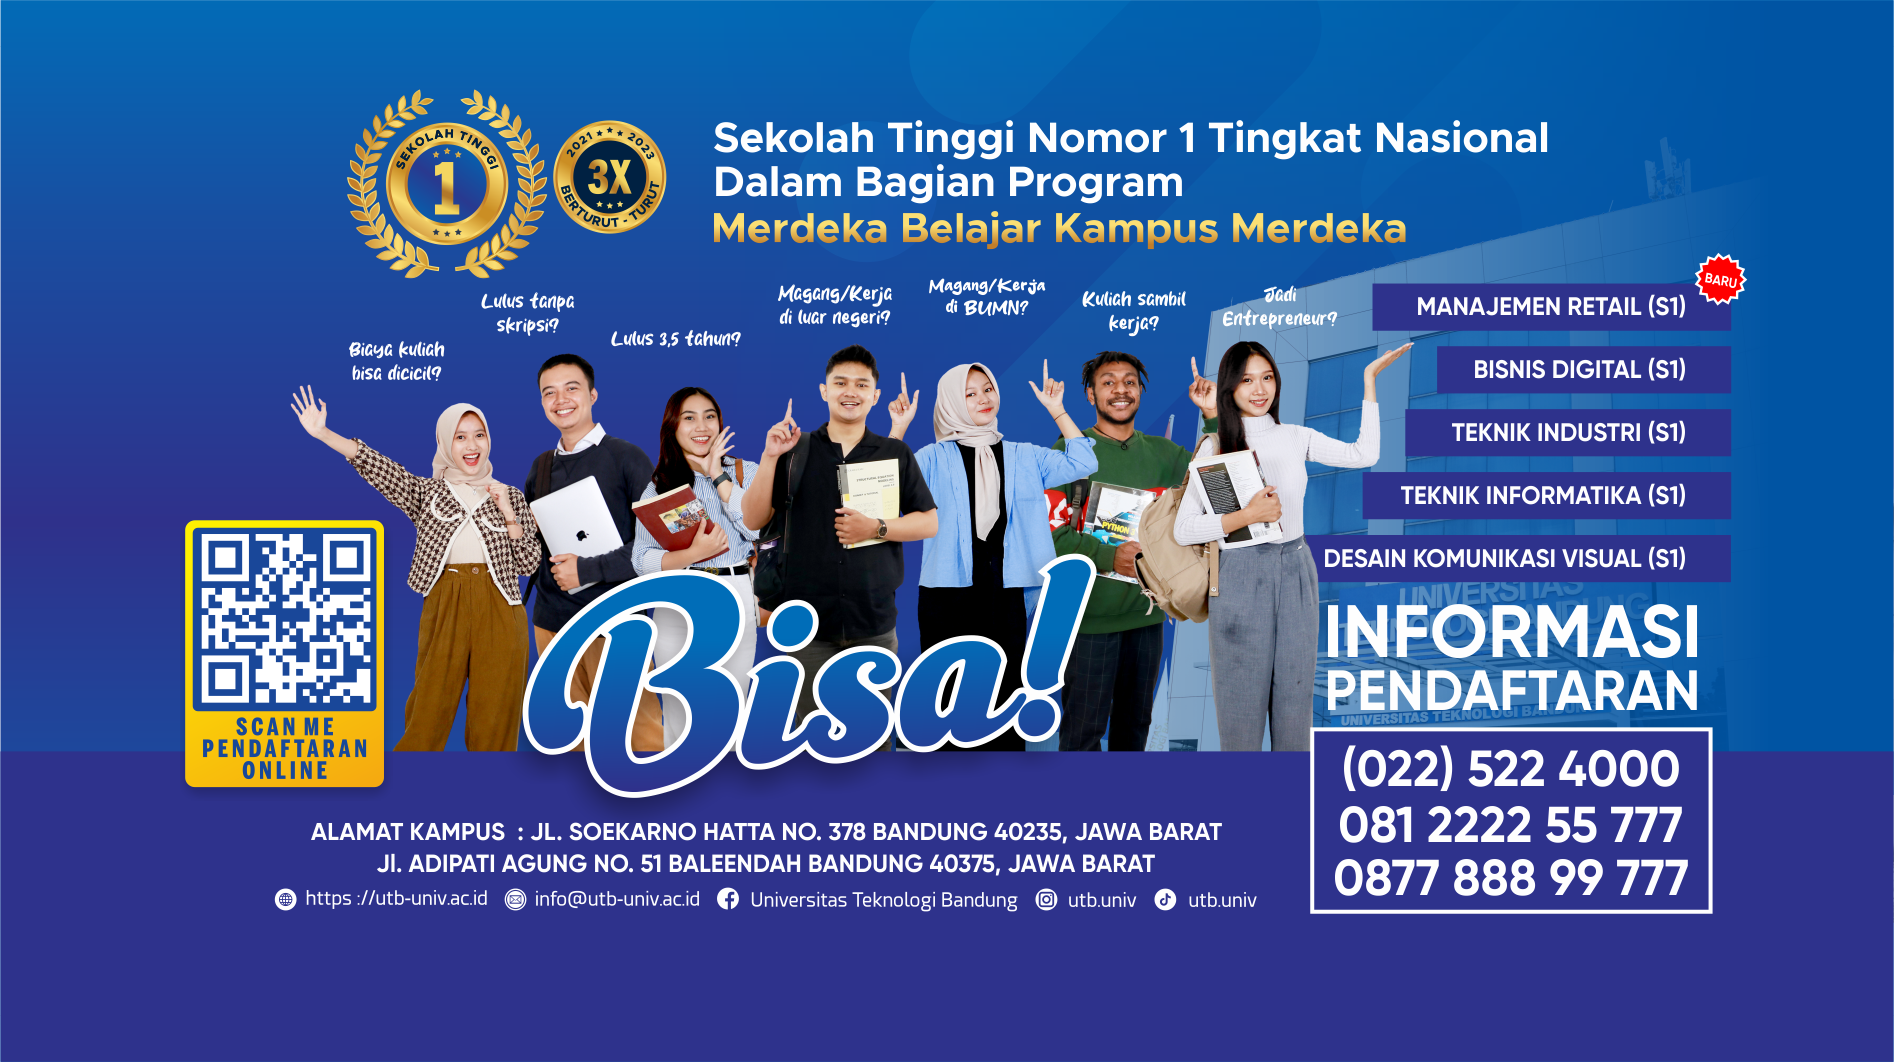 SEKOLAH TINGGI
1
2021 2023
3X
BERTURUT - TURUT
Sekolah Tinggi Nomor 1 Tingkat Nasional
Dalam Bagian Program
Merdeka Belajar Kampus Merdeka
Biaya kuliah
bisa dicicil?
Lulus tanpa
skripsi?
Lulus 3,5 tahun?
Magang/Kerja
di luar negeri?
Magang/Kerja
di BUMN?
Kuliah sambil
kerja?
Jadi
Entrepreneur?
BARU
MANAJEMEN RETAIL (S1)
BISNIS DIGITAL (S1)
TEKNIK INDUSTRI (S1)
TEKNIK INFORMATIKA (S1)
DESAIN KOMUNIKASI VISUAL (S1)
PYTHON
UNIVERSITAS
INFORMASI
PENDAFTARAN
UNIVERSITAS TEKNOLOGI BANDUNG
(022) 522 4000
081 2222 55 777
0877 888 99 777
Bisa!
SCAN ME
PENDAFTARAN
ONLINE
ALAMAT KAMPUS : JL. SOEKARNO HATTA NO. 378 BANDUNG 40235, JAWA BARAT
Jl. ADIPATI AGUNG NO. 51 BALEENDAH BANDUNG 40375, JAWA BARAT
https ://utb-univ.ac.id info@utb-univ.ac.id Universitas Teknologi Bandung utb.univ utb.univ